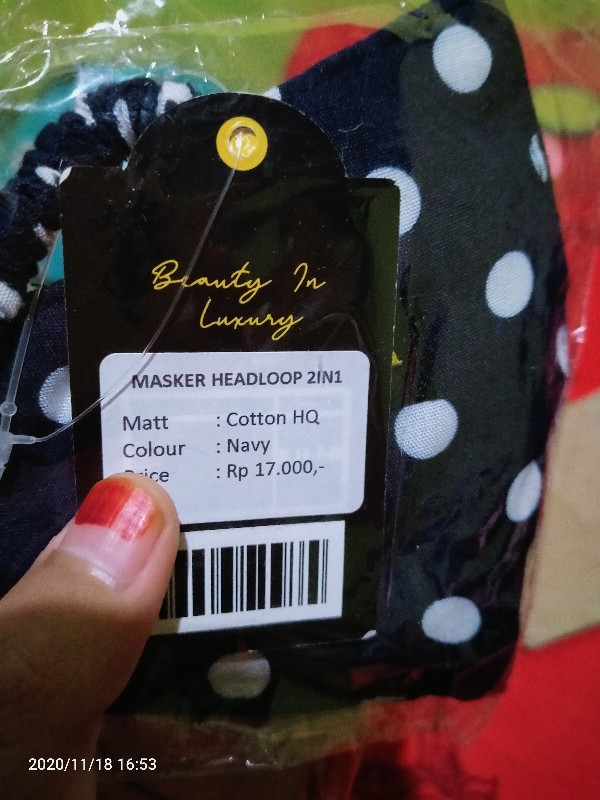 Beauty In
Luxury
MASKER HEADLOOP 2IN1
Matt : Cotton HQ
Colour : Navy
Price : Rp 17.000,-
2020/11/18 16:53